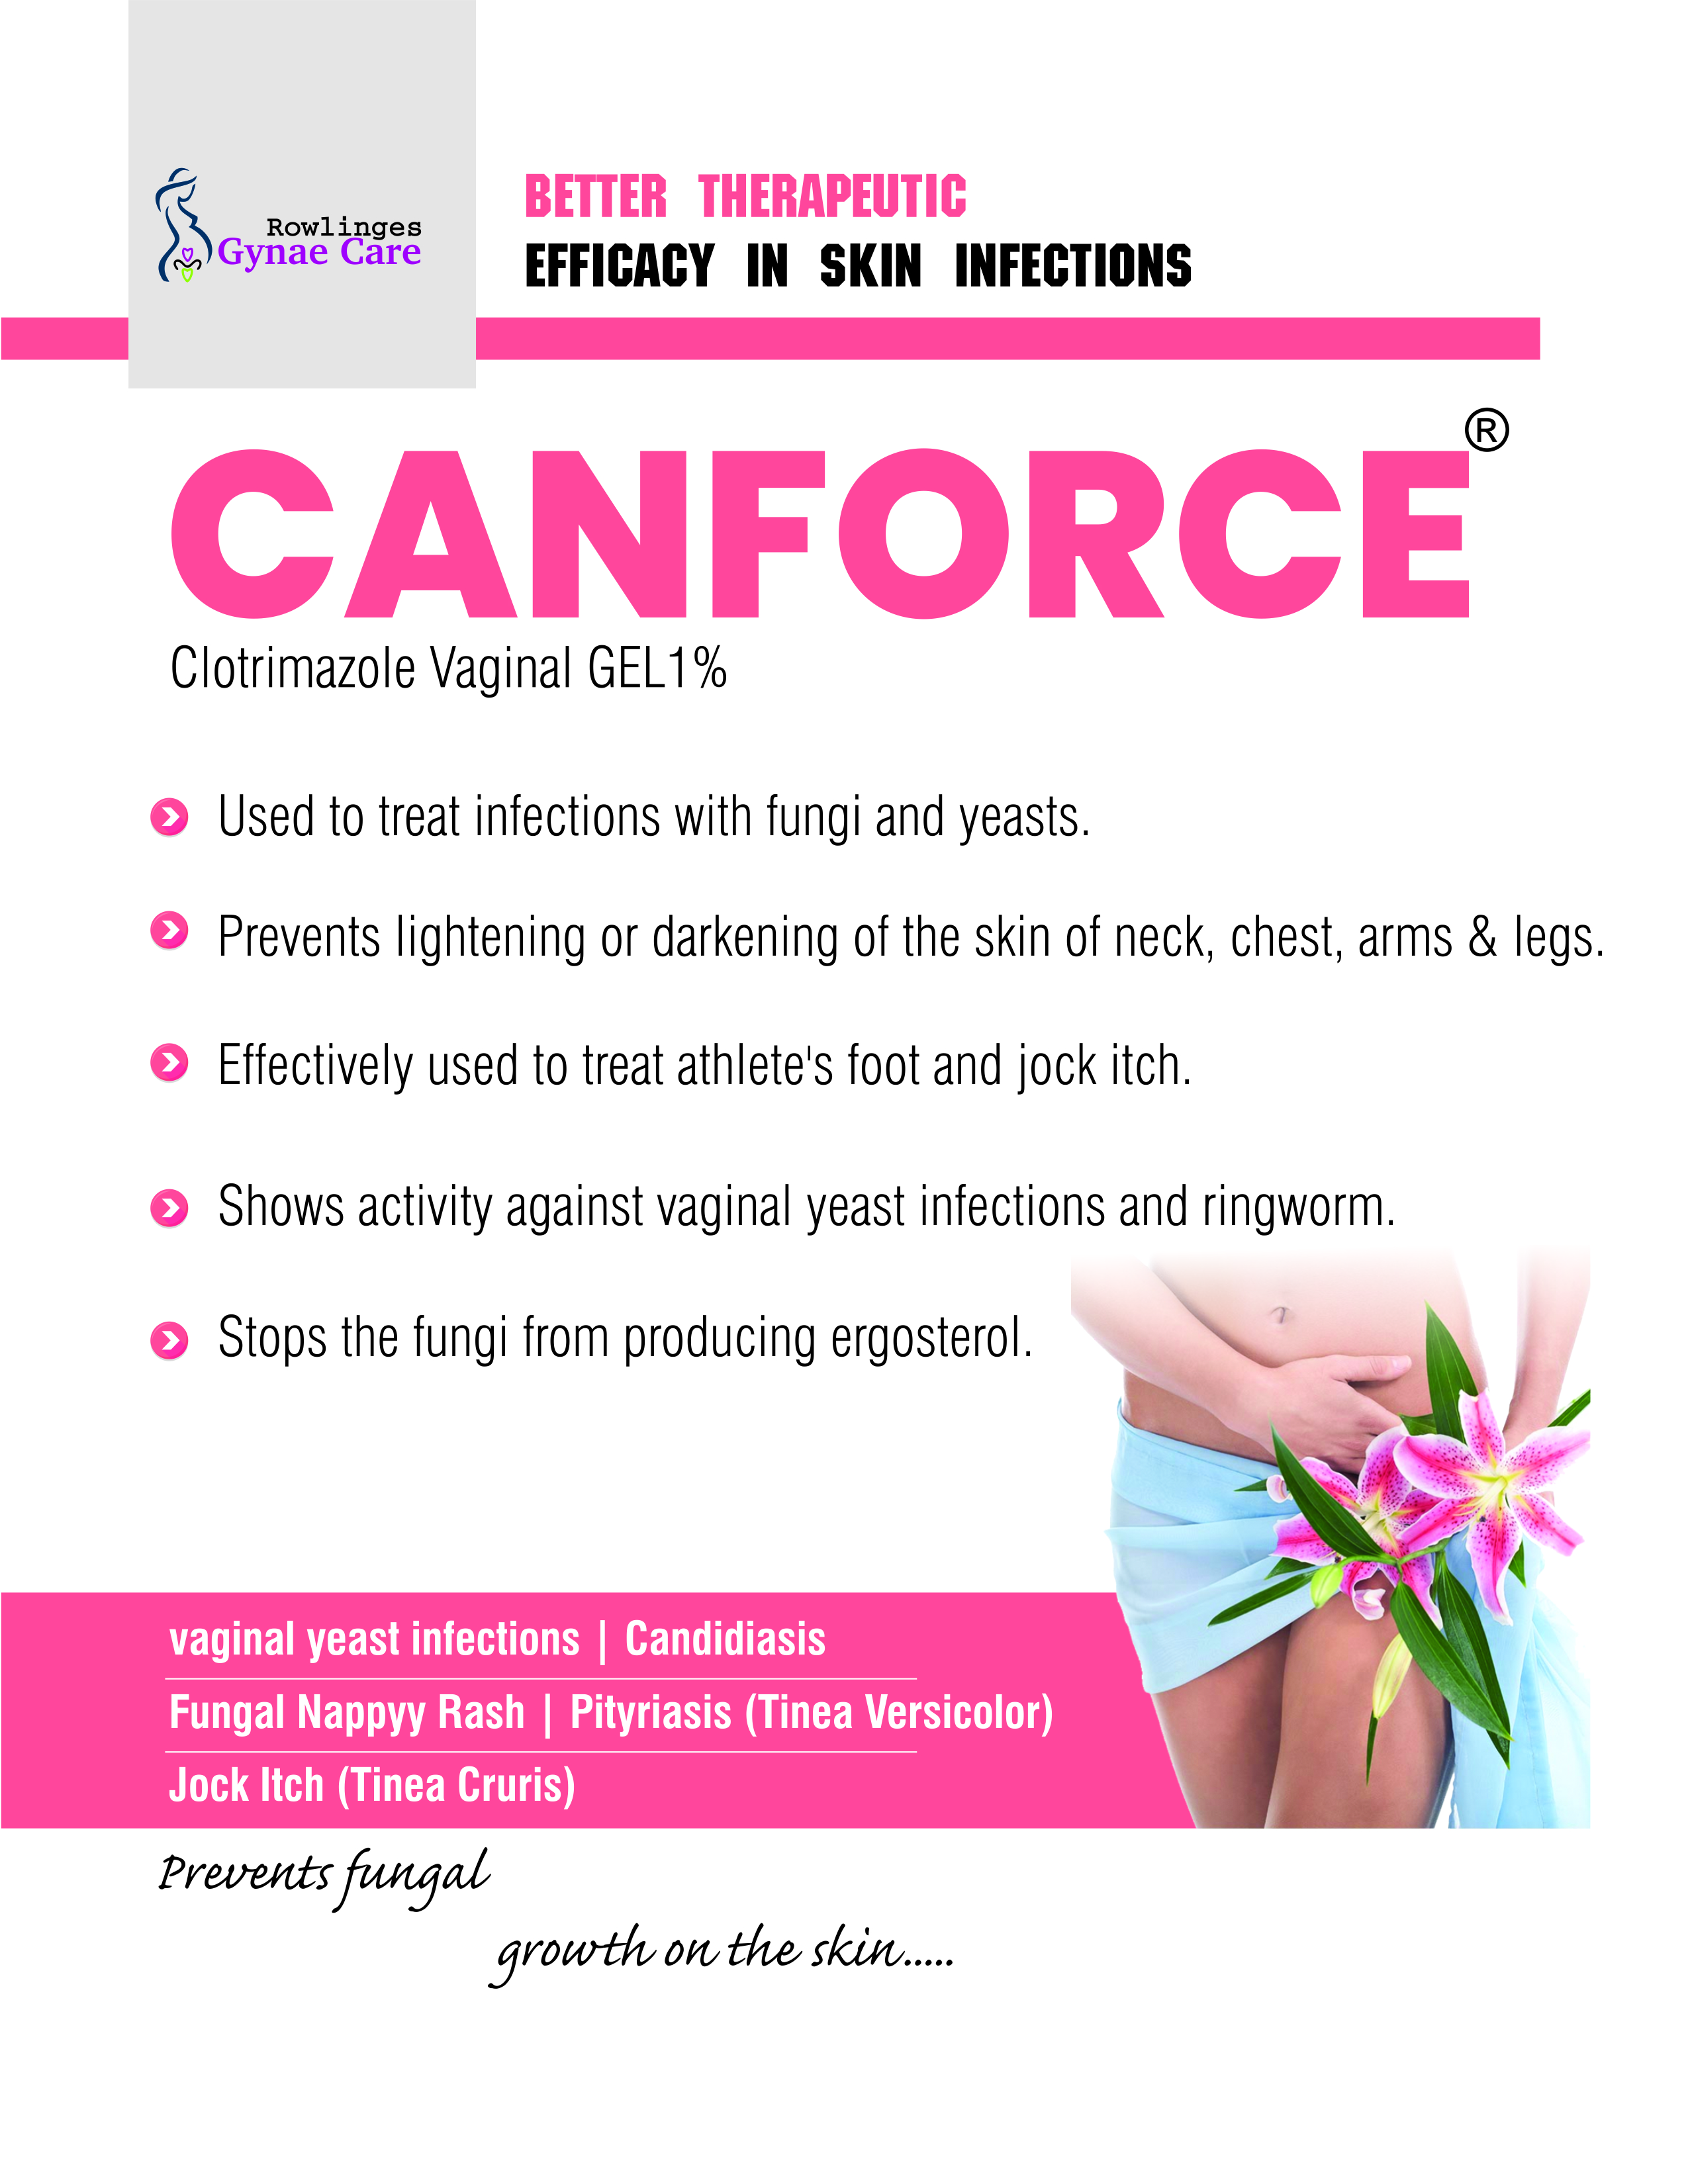 Rowlinges
Gynae Care
BETTER THERAPEUTIC
EFFICACY IN SKIN INFECTIONS
CANFORCE®
Clotrimazole Vaginal GEL1%
Used to treat infections with fungi and yeasts.
Prevents lightening or darkening of the skin of neck, chest, arms & legs.
Effectively used to treat athlete's foot and jock itch.
Shows activity against vaginal yeast infections and ringworm.
Stops the fungi from producing ergosterol.
vaginal yeast infections | Candidiasis
Fungal Nappyy Rash | Pityriasis (Tinea Versicolor)
Jock Itch (Tinea Cruris)
Prevents fungal
growth on the skin.....